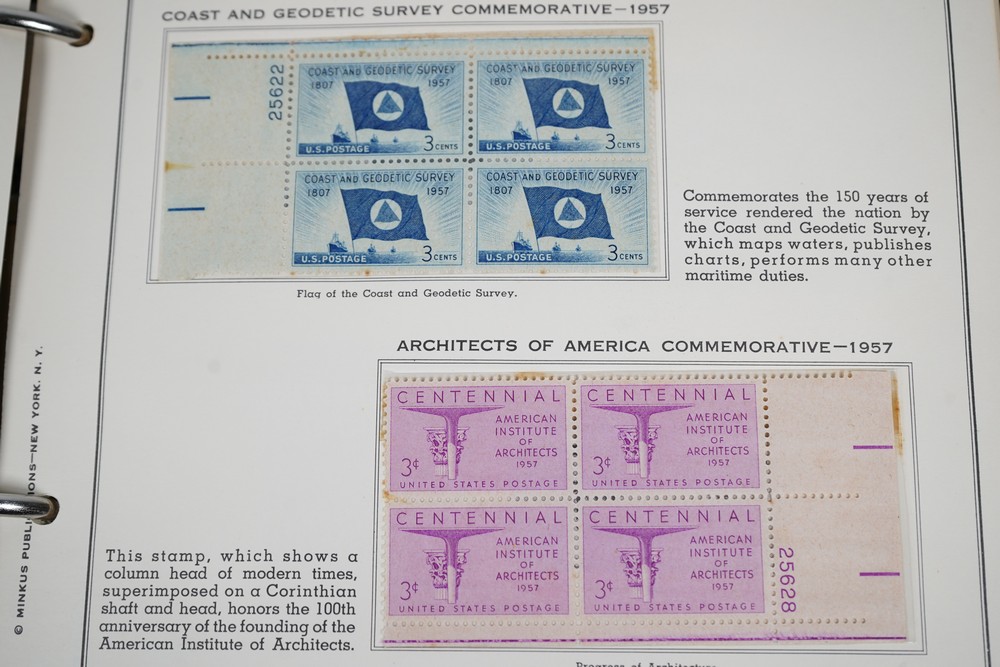 COAST AND GEODETIC SURVEY COMMEMORATIVE—1957
25622
COAST AND GEODETIC SURVEY
1807 1957
U.S. POSTAGE 3 CENTS
COAST AND GEODETIC SURVEY
1807 1957
U.S. POSTAGE 3 CENTS
COAST AND GEODETIC SURVEY
1807 1957
U.S. POSTAGE 3 CENTS
COAST AND GEODETIC SURVEY
1807 1957
U.S. POSTAGE 3 CENTS
Flag of the Coast and Geodetic Survey.
Commemorates the 150 years of
service rendered the nation by
the Coast and Geodetic Survey,
which maps waters, publishes
charts, performs many other
maritime duties.
ARCHITECTS OF AMERICA COMMEMORATIVE—1957
CENTENNIAL
AMERICAN
INSTITUTE
OF
ARCHITECTS
1957
3¢
UNITED STATES POSTAGE
CENTENNIAL
AMERICAN
INSTITUTE
OF
ARCHITECTS
1957
3¢
UNITED STATES POSTAGE
CENTENNIAL
AMERICAN
INSTITUTE
OF
ARCHITECTS
1957
3¢
UNITED STATES POSTAGE
CENTENNIAL
AMERICAN
INSTITUTE
OF
ARCHITECTS
1957
3¢
UNITED STATES POSTAGE
25628
This stamp, which shows a
column head of modern times,
superimposed on a Corinthian
shaft and head, honors the 100th
anniversary of the founding of the
American Institute of Architects.
Progress of Architecture
© MINKUS PUBLI IONS—NEW YORK, N. Y.